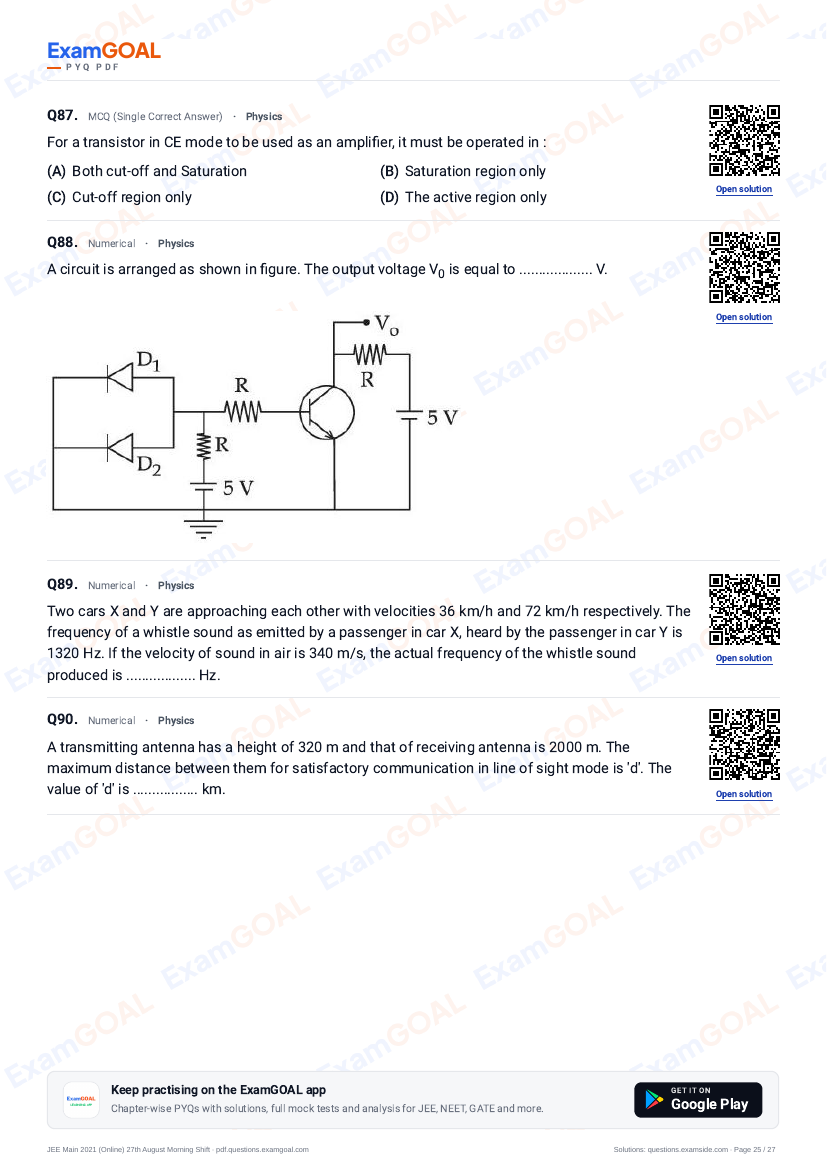 ExamGOAL
PYQ PDF
Q87. MCQ (Single Correct Answer) · Physics
For a transistor in CE mode to be used as an amplifier, it must be operated in :
(A) Both cut-off and Saturation (B) Saturation region only
(C) Cut-off region only (D) The active region only
Open solution
Q88. Numerical · Physics
A circuit is arranged as shown in figure. The output voltage V0 is equal to ................... V.
Open solution
Vo
D1
R
R
5 V
D2
R
5 V
Q89. Numerical · Physics
Two cars X and Y are approaching each other with velocities 36 km/h and 72 km/h respectively. The
frequency of a whistle sound as emitted by a passenger in car X, heard by the passenger in car Y is
1320 Hz. If the velocity of sound in air is 340 m/s, the actual frequency of the whistle sound
produced is .................. Hz.
Open solution
Q90. Numerical · Physics
A transmitting antenna has a height of 320 m and that of receiving antenna is 2000 m. The
maximum distance between them for satisfactory communication in line of sight mode is 'd'. The
value of 'd' is ................. km.
Open solution
ExamGOAL
Keep practising on the ExamGOAL app
Chapter-wise PYQs with solutions, full mock tests and analysis for JEE, NEET, GATE and more.
GET IT ON
Google Play
JEE Main 2021 (Online) 27th August Morning Shift · pdf.questions.examgoal.com
Solutions: questions.examside.com · Page 25 / 27